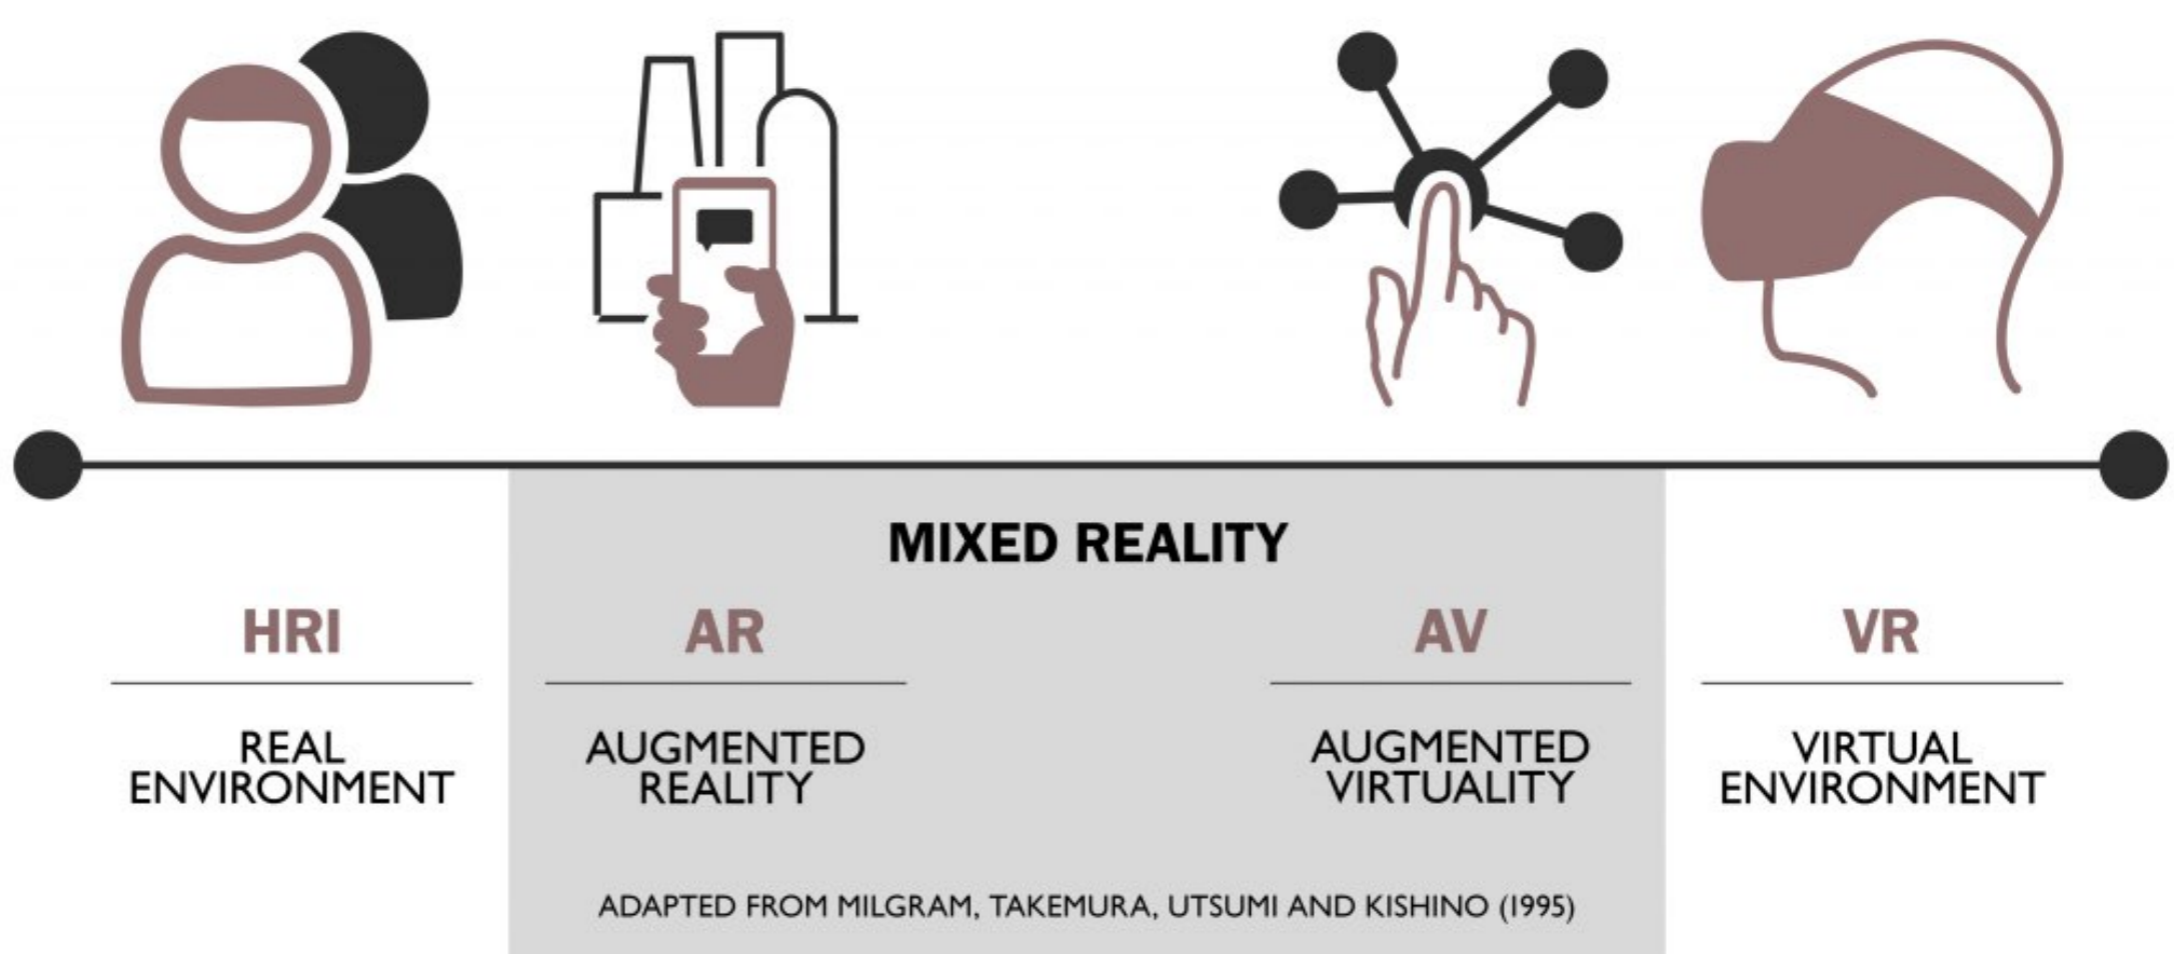 MIXED REALITY
HRI
AR
AV
VR
REAL
ENVIRONMENT
AUGMENTED
REALITY
AUGMENTED
VIRTUALITY
VIRTUAL
ENVIRONMENT
ADAPTED FROM MILGRAM, TAKEMURA, UTSUMI AND KISHINO (1995)